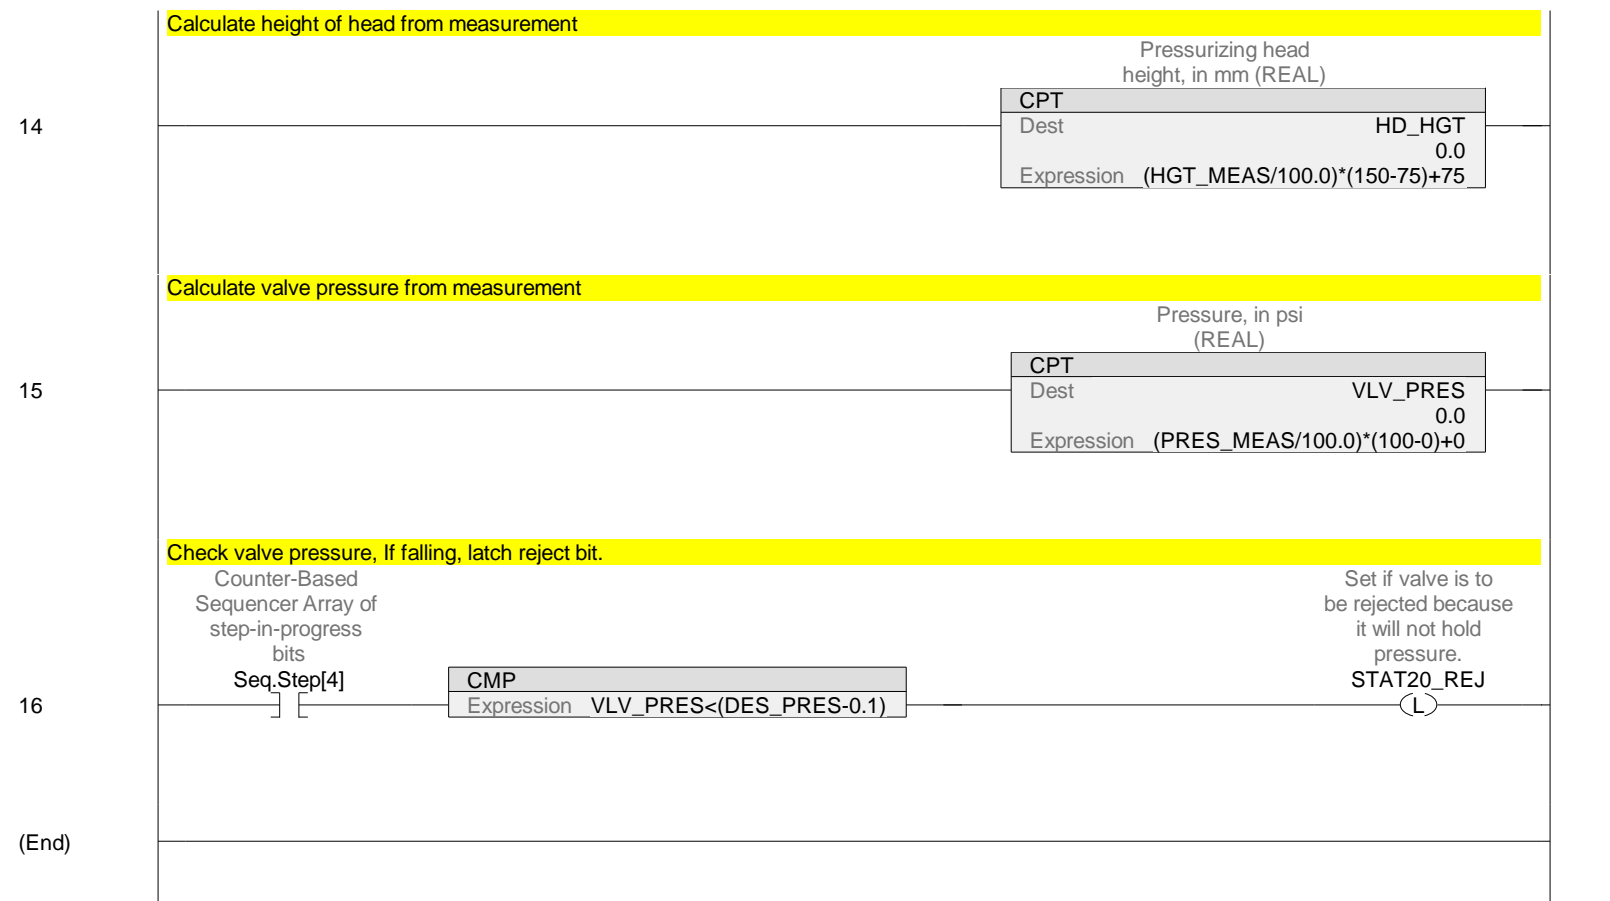 Calculate height of head from measurement
Pressurizing head
height, in mm (REAL)
CPT
14
Dest HD_HGT
0.0
Expression (HGT_MEAS/100.0)*(150-75)+75
Calculate valve pressure from measurement
Pressure, in psi
(REAL)
CPT
15
Dest VLV_PRES
0.0
Expression (PRES_MEAS/100.0)*(100-0)+0
Check valve pressure, If falling, latch reject bit.
Counter-Based
Sequencer Array of
step-in-progress
bits
Seq.Step[4]
Set if valve is to
be rejected because
it will not hold
pressure.
STAT20_REJ
16
CMP
Expression VLV_PRES<(DES_PRES-0.1)
L
(End)